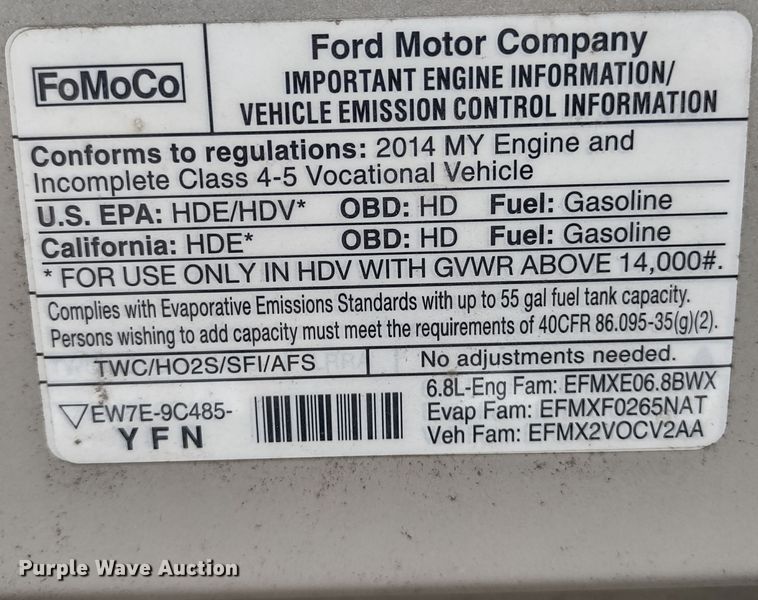 FoMoCo
Ford Motor Company
IMPORTANT ENGINE INFORMATION/
VEHICLE EMISSION CONTROL INFORMATION
Conforms to regulations: 2014 MY Engine and
Incomplete Class 4-5 Vocational Vehicle
U.S. EPA: HDE/HDV* OBD: HD Fuel: Gasoline
California: HDE* OBD: HD Fuel: Gasoline
* FOR USE ONLY IN HDV WITH GVWR ABOVE 14,000#.
Complies with Evaporative Emissions Standards with up to 55 gal fuel tank capacity.
Persons wishing to add capacity must meet the requirements of 40CFR 86.095-35(g)(2).
TWC/HO2S/SFI/AFS
No adjustments needed.
6.8L-Eng Fam: EFMXE06.8BWX
Evap Fam: EFMXF0265NAT
Veh Fam: EFMX2VOCV2AA
EW7E-9C485-
YFN
Purple Wave Auction